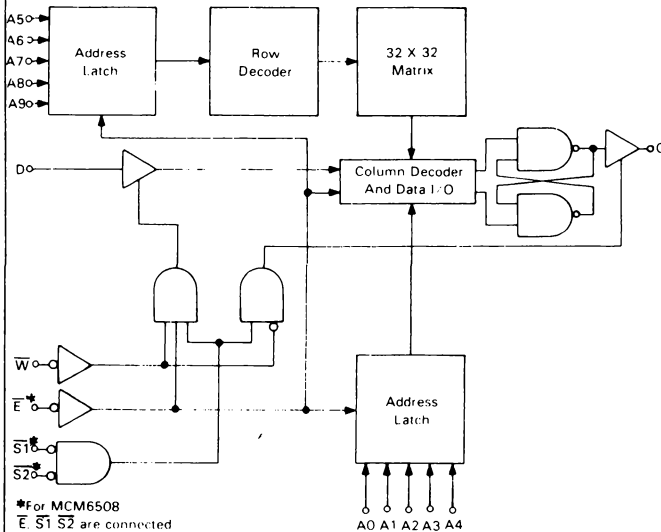 A5
A6
A7
A8
A9
Address
Latch
Row
Decoder
32 X 32
Matrix
D
Column Decoder
And Data I/O
Q
W
E*
S1*
S2*
Address
Latch
A0 A1 A2 A3 A4
*For MCM6508
E, S1 S2 are connected